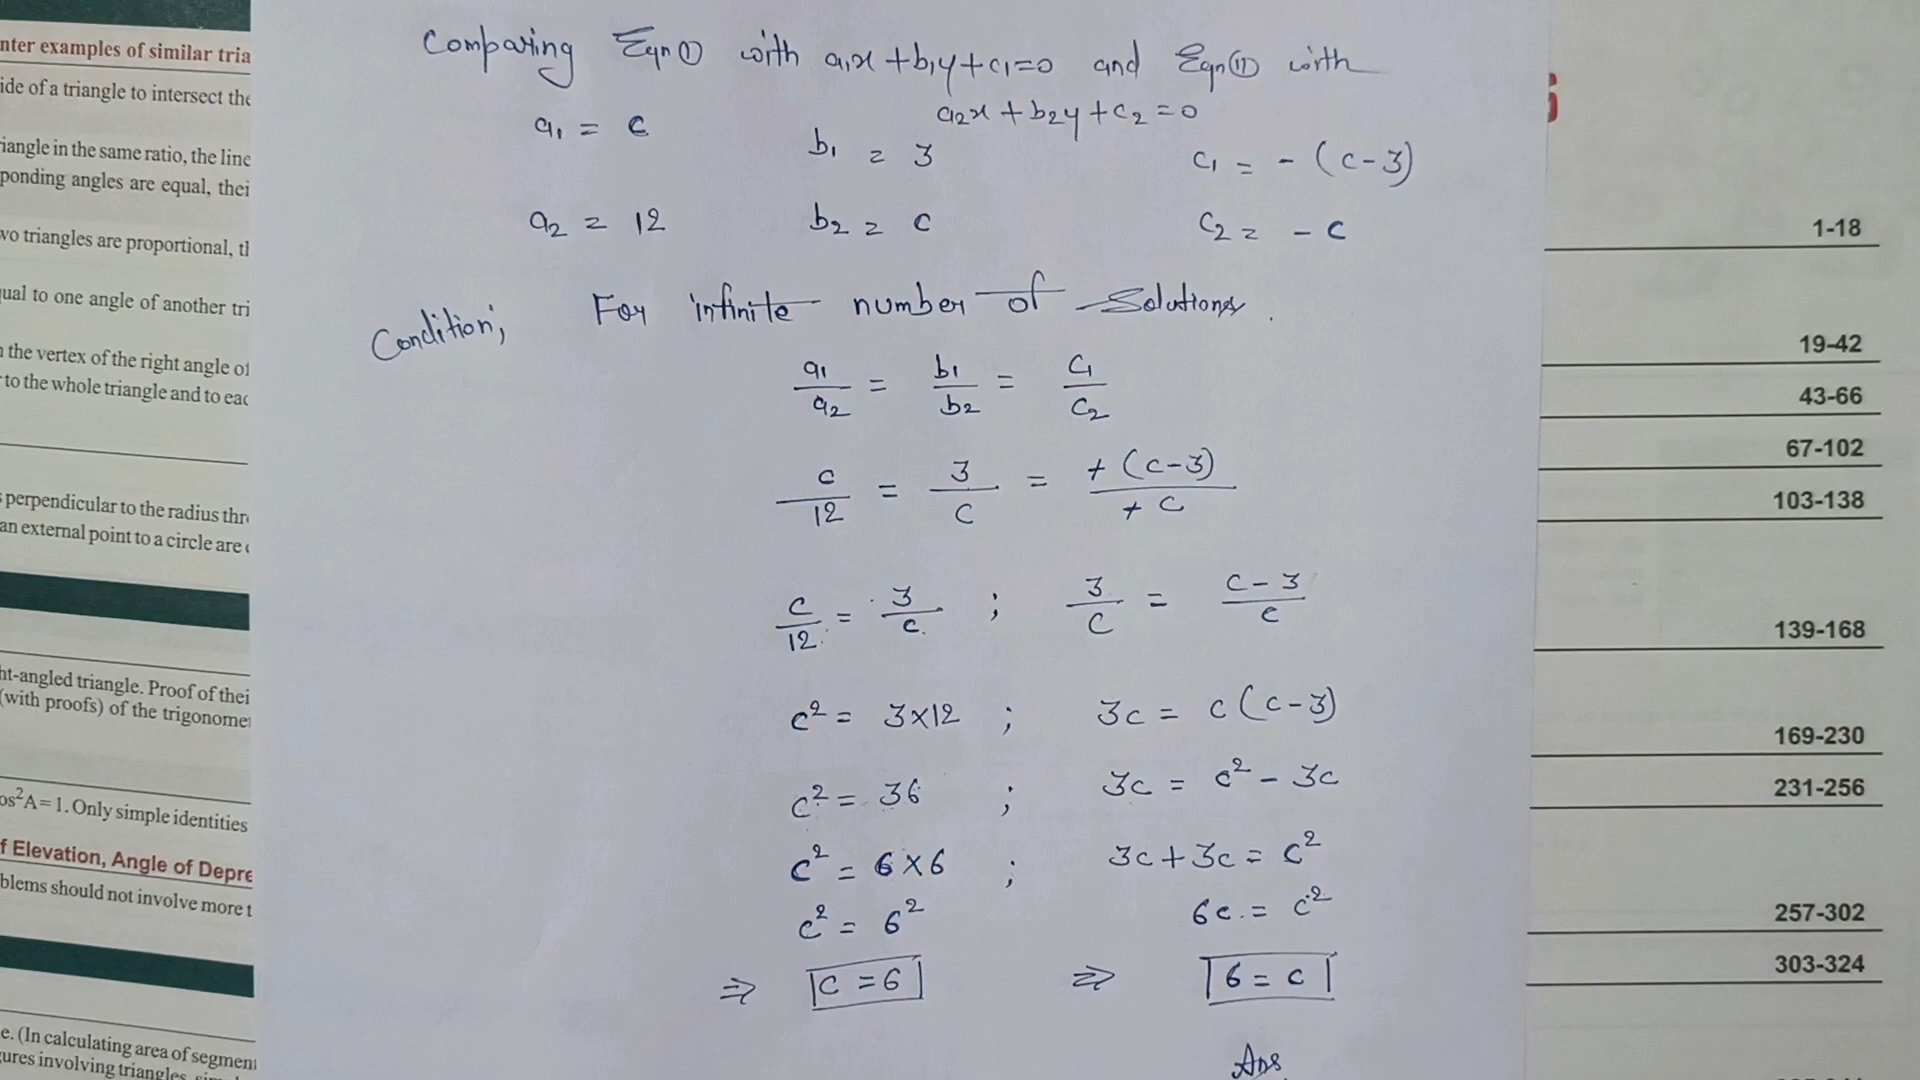 Comparing Eqn① with a₁x + b₁y + c₁ = 0 and Eqn⑪ with
a₂x + b₂y + c₂ = 0
a₁ = c b₁ = 3 c₁ = - (c-3)
a₂ = 12 b₂ = c c₂ = - c
Condition; For infinite number of Solutions.
a₁/a₂ = b₁/b₂ = c₁/c₂
c/12 = 3/c = +(c-3)/+c
c/12 = 3/c ; 3/c = c-3/c
c² = 3×12 ; 3c = c(c-3)
c² = 36 ; 3c = c² - 3c
c² = 6×6 ; 3c+3c = c²
c² = 6² 6c = c²
⇒ c = 6 ⇒ 6 = c
Ans
nter examples of similar tria
ide of a triangle to intersect the
iangle in the same ratio, the line
ponding angles are equal, thei
wo triangles are proportional, tl
ual to one angle of another tri
the vertex of the right angle of
to the whole triangle and to eac
perpendicular to the radius thr
an external point to a circle are
ht-angled triangle. Proof of thei
(with proofs) of the trigonome
os²A = 1. Only simple identities
f Elevation, Angle of Depre
blems should not involve more t
e. (In calculating area of segmen
ures involving triangles
1-18
19-42
43-66
67-102
103-138
139-168
169-230
231-256
257-302
303-324